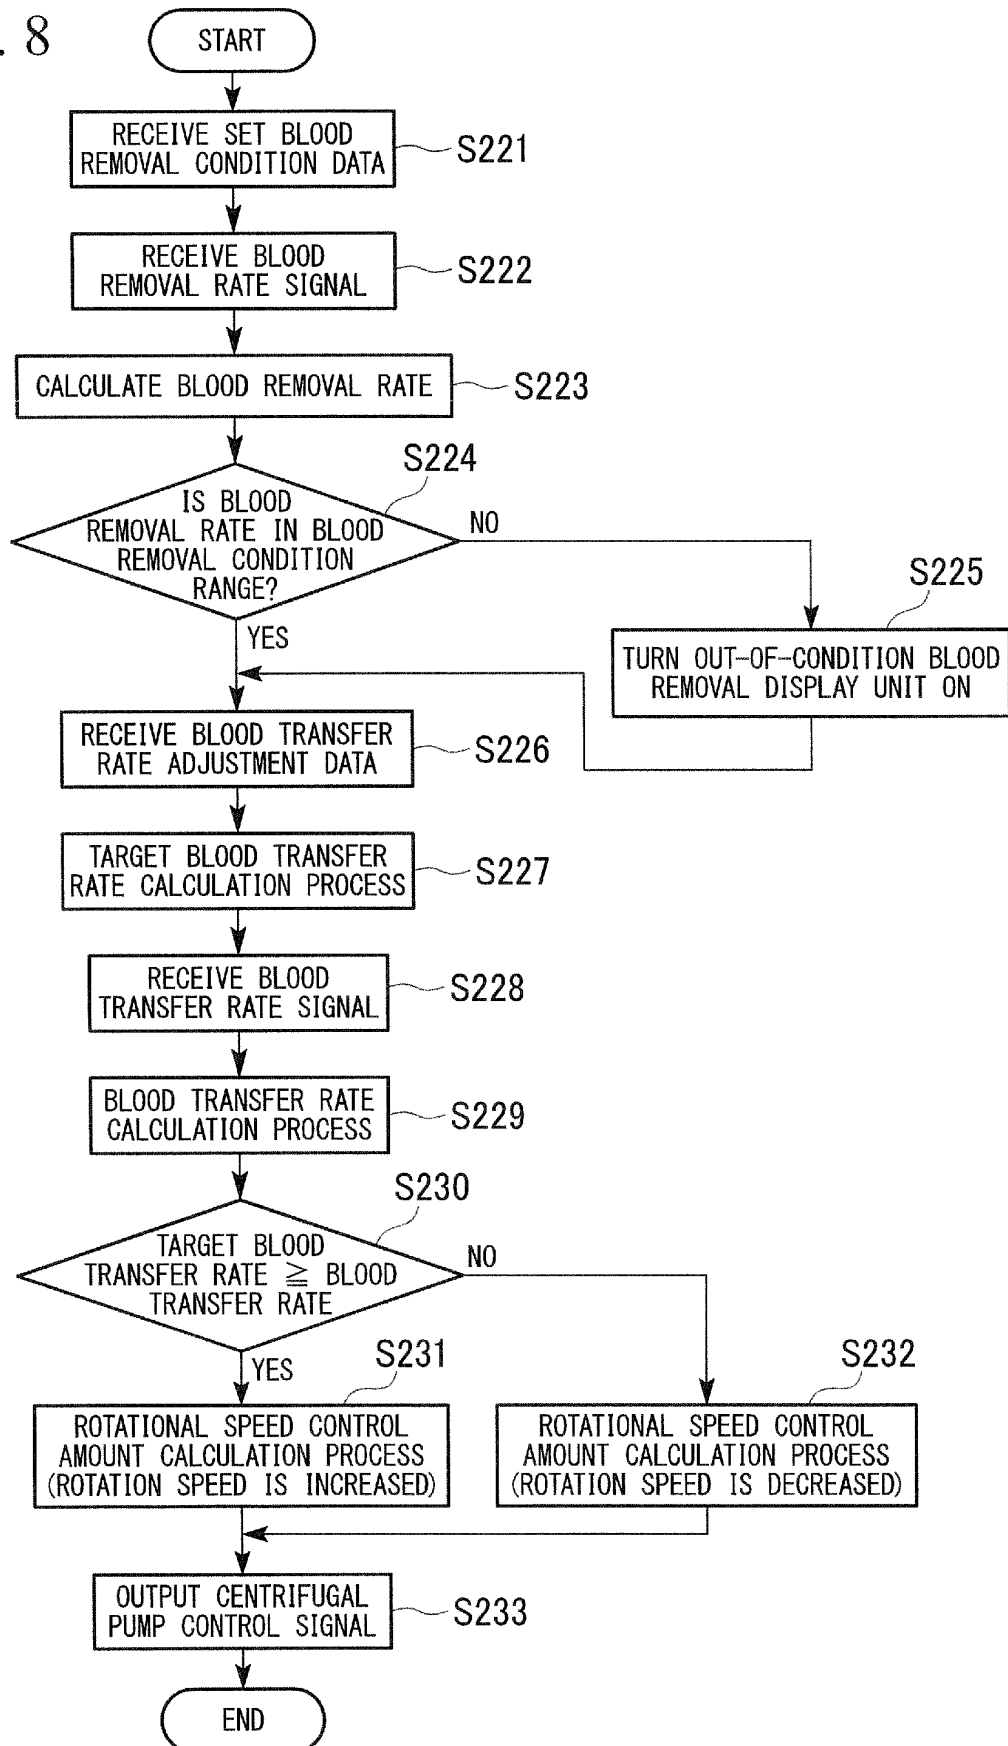 . 8
START
RECEIVE SET BLOOD
REMOVAL CONDITION DATA
S221
RECEIVE BLOOD
REMOVAL RATE SIGNAL
S222
CALCULATE BLOOD REMOVAL RATE
S223
S224
IS BLOOD
REMOVAL RATE IN BLOOD
REMOVAL CONDITION
RANGE?
NO
YES
S225
TURN OUT-OF-CONDITION BLOOD
REMOVAL DISPLAY UNIT ON
RECEIVE BLOOD TRANSFER
RATE ADJUSTMENT DATA
S226
TARGET BLOOD TRANSFER
RATE CALCULATION PROCESS
S227
RECEIVE BLOOD
TRANSFER RATE SIGNAL
S228
BLOOD TRANSFER RATE
CALCULATION PROCESS
S229
S230
TARGET BLOOD
TRANSFER RATE ≧ BLOOD
TRANSFER RATE
NO
YES
S231
ROTATIONAL SPEED CONTROL
AMOUNT CALCULATION PROCESS
(ROTATION SPEED IS INCREASED)
S232
ROTATIONAL SPEED CONTROL
AMOUNT CALCULATION PROCESS
(ROTATION SPEED IS DECREASED)
OUTPUT CENTRIFUGAL
PUMP CONTROL SIGNAL
S233
END